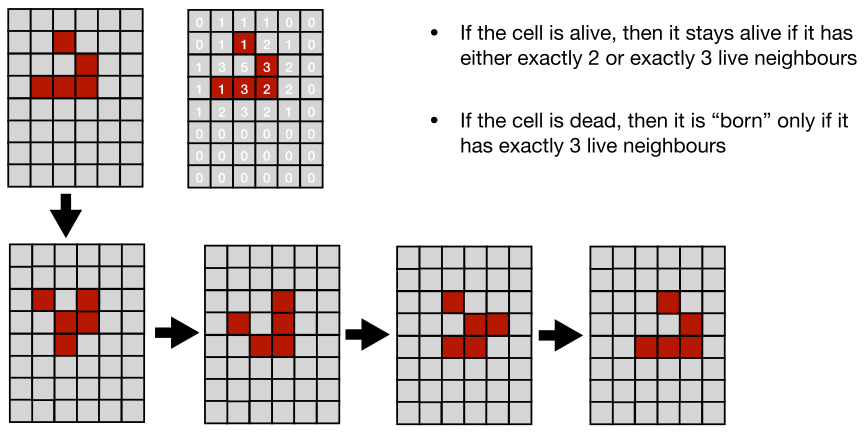 0 1 1 1 0 0
0 1 1 2 1 0
1 3 5 3 2 0
1 1 3 2 2 0
1 2 3 2 1 0
0 0 0 0 0 0
0 0 0 0 0 0
0 0 0 0 0 0
• If the cell is alive, then it stays alive if it has
either exactly 2 or exactly 3 live neighbours
• If the cell is dead, then it is “born” only if it
has exactly 3 live neighbours